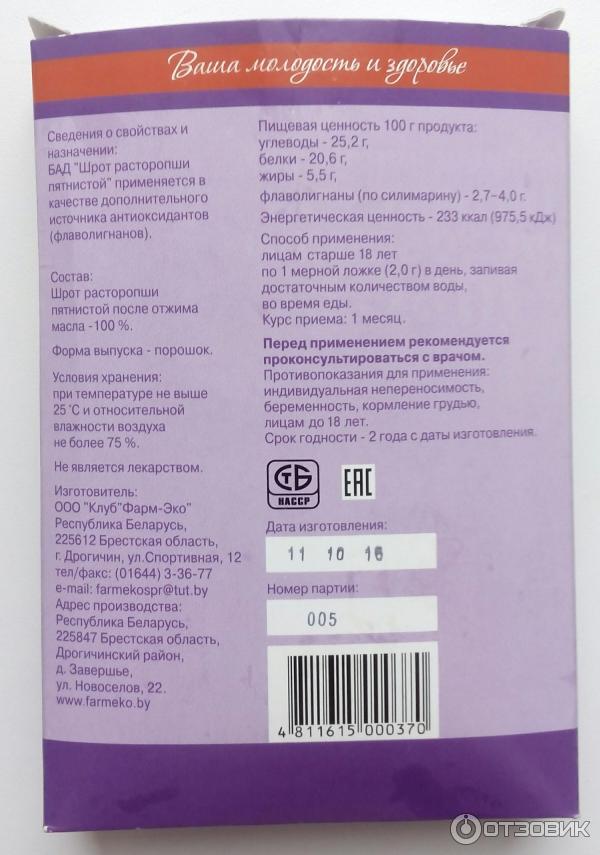 Ваша молодость и здоровье
Сведения о свойствах и
назначении:
БАД "Шрот расторопши
пятнистой" применяется в
качестве дополнительного
источника антиоксидантов
(флаволигнанов).
Состав:
Шрот расторопши
пятнистой после отжима
масла -100 %.
Форма выпуска - порошок.
Условия хранения:
при температуре не выше
25 °С и относительной
влажности воздуха
не более 75 %.
Не является лекарством.
Изготовитель:
ООО "Клуб"Фарм-Эко"
Республика Беларусь,
225612 Брестская область,
г. Дрогичин, ул.Спортивная, 12
тел/факс: (01644) 3-36-77
e-mail: farmekospr@tut.by
Адрес производства:
Республика Беларусь,
225847 Брестская область,
Дрогичинский район,
д. Завершье,
ул. Новоселов, 22.
www.farmeko.by
Пищевая ценность 100 г продукта:
углеводы - 25,2 г,
белки - 20,6 г,
жиры - 5,5 г,
флаволигнаны (по силимарину) - 2,7–4,0 г.
Энергетическая ценность - 233 ккал (975,5 кДж)
Способ применения:
лицам старше 18 лет
по 1 мерной ложке (2,0 г) в день, запивая
достаточным количеством воды,
во время еды.
Курс приема: 1 месяц.
Перед применением рекомендуется
проконсультироваться с врачом.
Противопоказания для применения:
индивидуальная непереносимость,
беременность, кормление грудью,
лицам до 18 лет.
Срок годности - 2 года с даты изготовления.
СТБ
НАССР
ЕАС
Дата изготовления:
11 10 16
Номер партии:
005
4 811615 000370
ОТЗОВИК